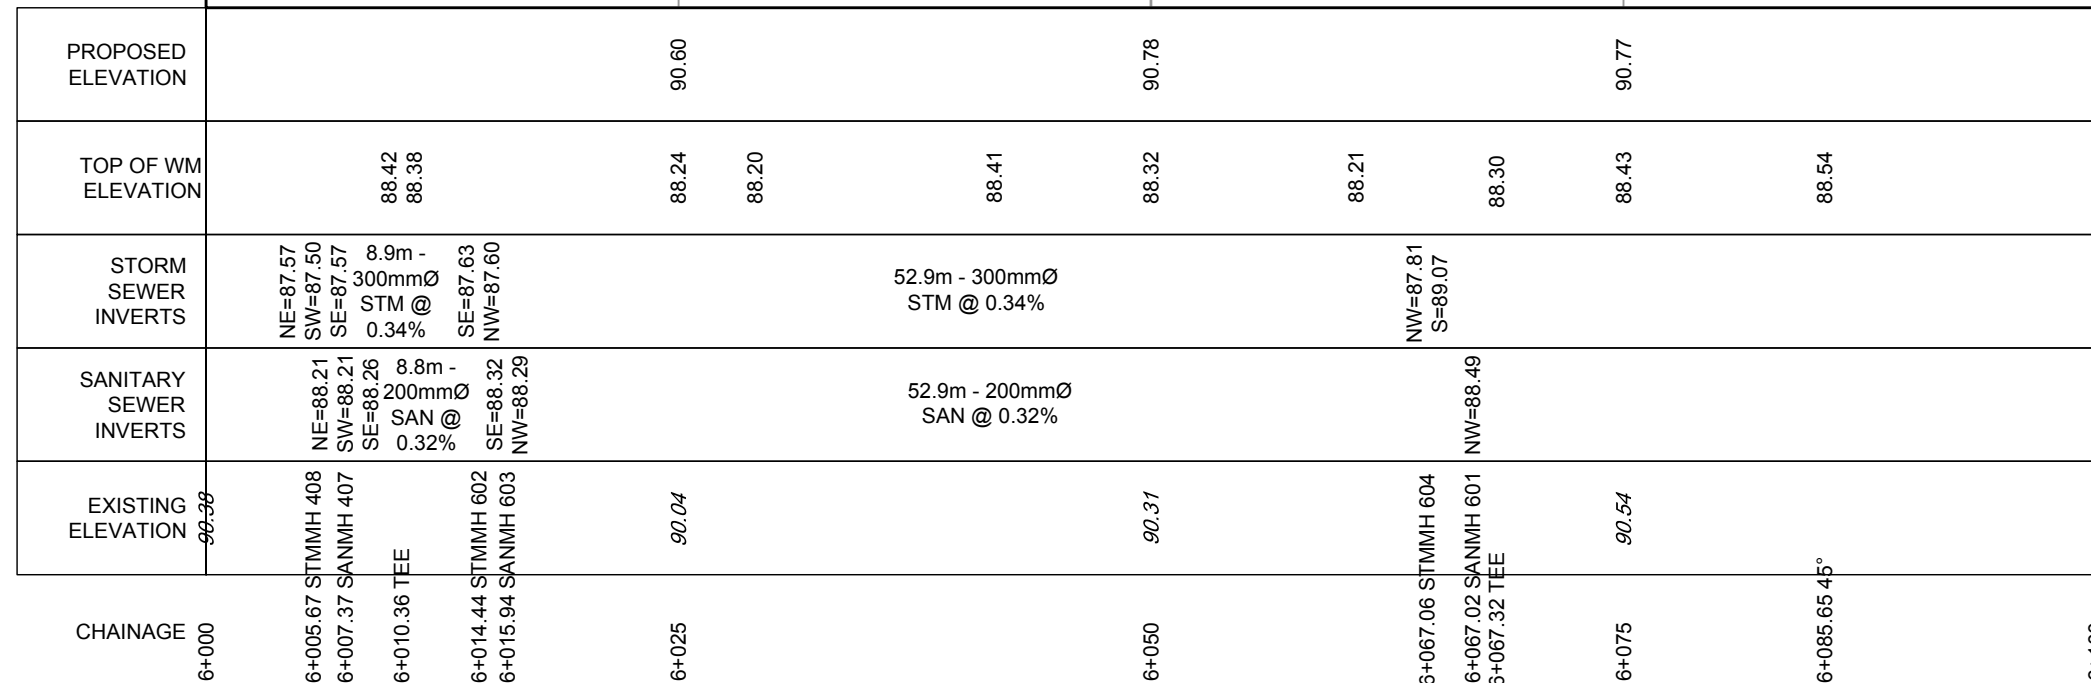 PROPOSED
ELEVATION
90.60
90.78
90.77
TOP OF WM
ELEVATION
88.42
88.38
88.24
88.20
88.41
88.32
88.21
88.30
88.43
88.54
STORM
SEWER
INVERTS
NE=87.57
SW=87.50
SE=87.57
8.9m -
300mmØ
STM @
0.34%
SE=87.63
NW=87.60
52.9m - 300mmØ
STM @ 0.34%
NW=87.81
S=89.07
SANITARY
SEWER
INVERTS
NE=88.21
SW=88.21
SE=88.26
8.8m -
200mmØ
SAN @
0.32%
SE=88.32
NW=88.29
52.9m - 200mmØ
SAN @ 0.32%
NW=88.49
EXISTING
ELEVATION
90.38
90.04
90.31
90.54
CHAINAGE
6+000
6+005.67 STMMH 408
6+007.37 SANMH 407
6+010.36 TEE
6+014.44 STMMH 602
6+015.94 SANMH 603
6+025
6+050
6+067.06 STMMH 604
6+067.02 SANMH 601
6+067.32 TEE
6+075
6+085.65 45°